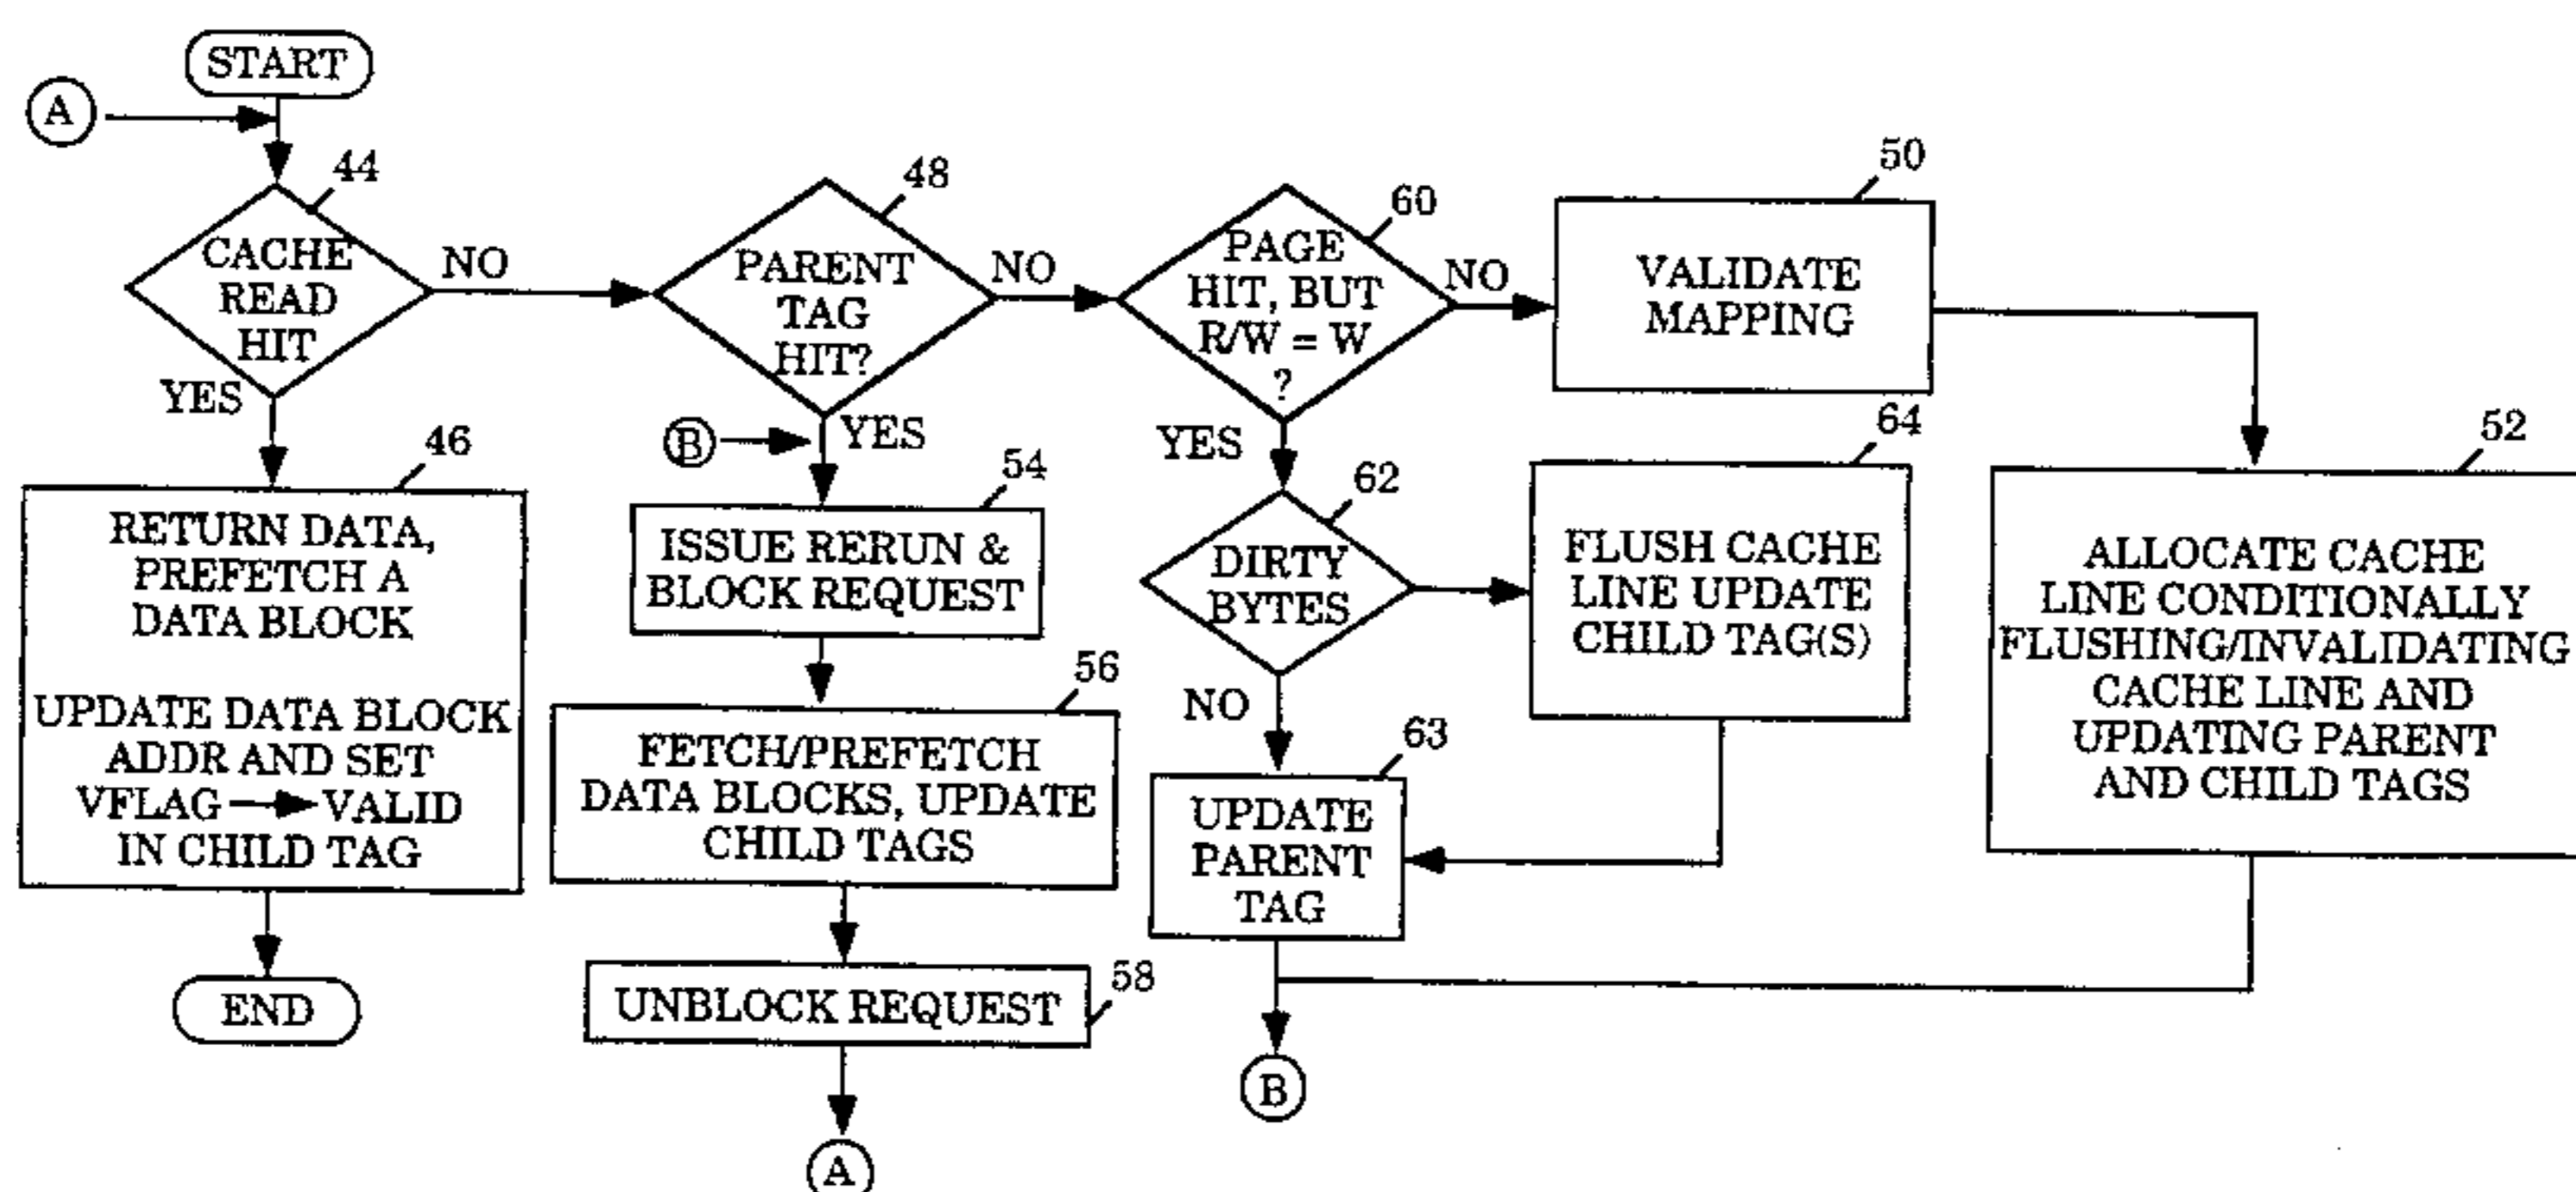 START
A
44
CACHE
READ
HIT
NO
YES
46
RETURN DATA,
PREFETCH A
DATA BLOCK
UPDATE DATA BLOCK
ADDR AND SET
VFLAG → VALID
IN CHILD TAG
END
48
PARENT
TAG
HIT?
NO
YES
B
54
ISSUE RERUN &
BLOCK REQUEST
56
FETCH/PREFETCH
DATA BLOCKS, UPDATE
CHILD TAGS
58
UNBLOCK REQUEST
A
60
PAGE
HIT, BUT
R/W = W
?
NO
YES
62
DIRTY
BYTES
NO
63
UPDATE
PARENT
TAG
B
50
VALIDATE
MAPPING
64
FLUSH CACHE
LINE UPDATE
CHILD TAG(S)
52
ALLOCATE CACHE
LINE CONDITIONALLY
FLUSHING/INVALIDATING
CACHE LINE AND
UPDATING PARENT
AND CHILD TAGS